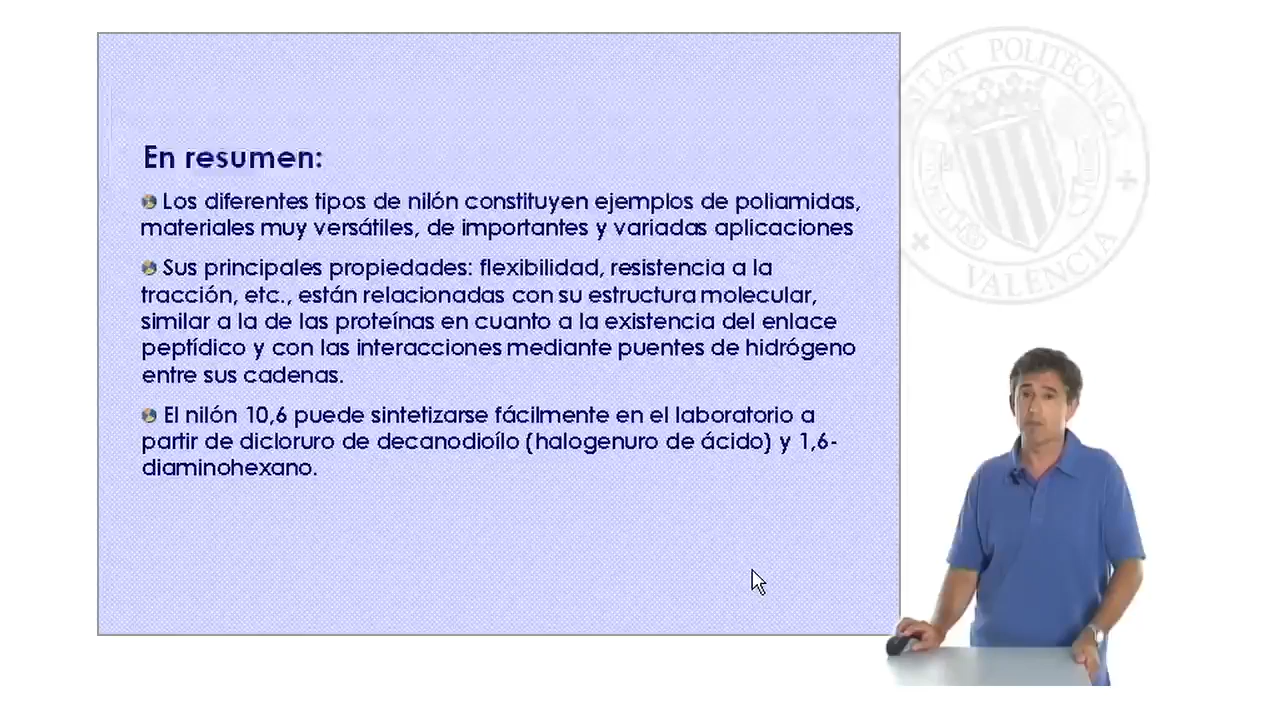 En resumen:
Los diferentes tipos de nilón constituyen ejemplos de poliamidas,
materiales muy versátiles, de importantes y variadas aplicaciones
Sus principales propiedades: flexibilidad, resistencia a la
tracción, etc., están relacionadas con su estructura molecular,
similar a la de las proteínas en cuanto a la existencia del enlace
peptídico y con las interacciones mediante puentes de hidrógeno
entre sus cadenas.
El nilón 10,6 puede sintetizarse fácilmente en el laboratorio a
partir de dicloruro de decanodioílo (halogenuro de ácido) y 1,6-
diaminohexano.
POLITÈCNIC
VALÈNCIA